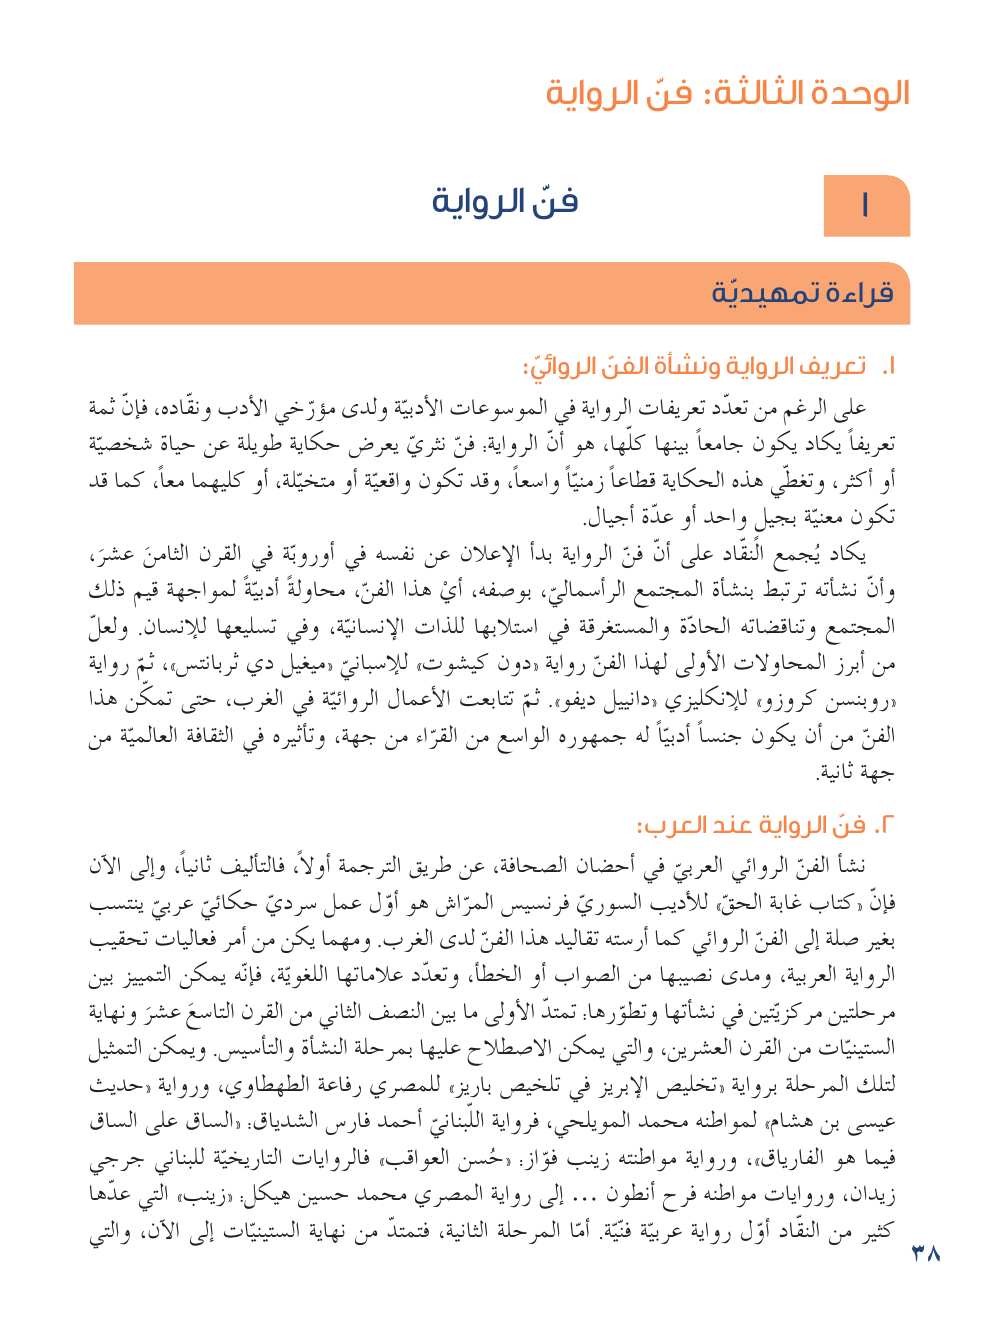 الوحدة الثالثة: فنّ الرواية
١
فنّ الرواية
قراءة تمهيديّة
١. تعريف الرواية ونشأة الفنّ الروائيّ:
على الرغم من تعدّد تعريفات الرواية في الموسوعات الأدبيّة ولدى مؤرّخي الأدب ونقّاده، فإنّ ثمة
تعريفاً يكاد يكون جامعاً بينها كلّها، هو أنّ الرواية: فنّ نثريّ يعرض حكاية طويلة عن حياة شخصيّة
أو أكثر، وتغطّي هذه الحكاية قطاعاً زمنيّاً واسعاً، وقد تكون واقعيّة أو متخيّلة، أو كليهما معاً، كما قد
تكون معنيّة بجيل واحد أو عدّة أجيال.
يكاد يُجمع النقّاد على أنّ فنّ الرواية بدأ الإعلان عن نفسه في أوروبّة في القرن الثامنَ عشرَ،
وأنّ نشأته ترتبط بنشأة المجتمع الرأسماليّ، بوصفه، أيْ هذا الفنّ، محاولةً أدبيّةً لمواجهة قيم ذلك
المجتمع وتناقضاته الحادّة والمستغرقة في استلابها للذات الإنسانيّة، وفي تسليعها للإنسان. ولعلّ
من أبرز المحاولات الأولى لهذا الفنّ رواية «دون كيشوت» للإسبانيّ «ميغيل دي ثربانتس»، ثمّ رواية
«روبنسن كروزو» للإنكليزي «دانييل ديفو». ثمّ تتابعت الأعمال الروائيّة في الغرب، حتى تمكّن هذا
الفنّ من أن يكون جنساً أدبيّاً له جمهوره الواسع من القرّاء من جهة، وتأثيره في الثقافة العالميّة من
جهة ثانية.
٢. فنّ الرواية عند العرب:
نشأ الفنّ الروائي العربيّ في أحضان الصحافة، عن طريق الترجمة أولاً، فالتأليف ثانياً، وإلى الآن
فإنّ «كتاب غابة الحقّ» للأديب السوريّ فرنسيس المرّاش هو أوّل عمل سرديّ حكائيّ عربيّ ينتسب
بغير صلة إلى الفنّ الروائي كما أرسته تقاليد هذا الفنّ لدى الغرب. ومهما يكن من أمر فعاليات تحقيب
الرواية العربية، ومدى نصيبها من الصواب أو الخطأ، وتعدّد علاماتها اللغويّة، فإنّه يمكن التمييز بين
مرحلتين مركزيّتين في نشأتها وتطوّرها: تمتدّ الأولى ما بين النصف الثاني من القرن التاسعَ عشرَ ونهاية
الستينيّات من القرن العشرين، والتي يمكن الاصطلاح عليها بمرحلة النشأة والتأسيس. ويمكن التمثيل
لتلك المرحلة برواية «تخليص الإبريز في تلخيص باريز» للمصري رفاعة الطهطاوي، ورواية «حديث
عيسى بن هشام» لمواطنه محمد المويلحي، فرواية اللّبنانيّ أحمد فارس الشدياق: «الساق على الساق
فيما هو الفارياق»، ورواية مواطنته زينب فوّاز: «حُسن العواقب» فالروايات التاريخيّة للبناني جرجي
زيدان، وروايات مواطنه فرح أنطون ... إلى رواية المصري محمد حسين هيكل: «زينب» التي عدّها
كثير من النقّاد أوّل رواية عربيّة فنّيّة. أمّا المرحلة الثانية، فتمتدّ من نهاية الستينيّات إلى الآن، والتي
٣٨